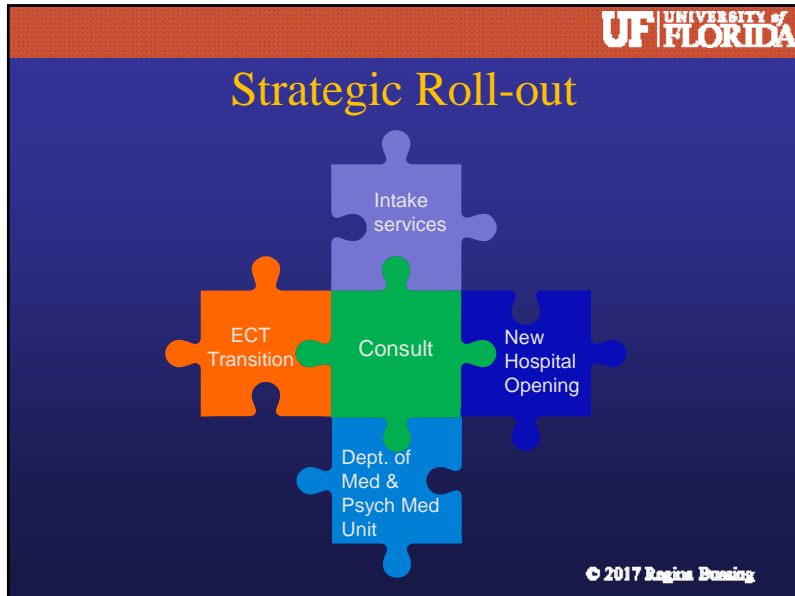 UF UNIVERSITY of
FLORIDA
Strategic Roll-out
Intake
services
ECT
Transition
Consult
New
Hospital
Opening
Dept. of
Med &
Psych Med
Unit
© 2017 Regina Bussing